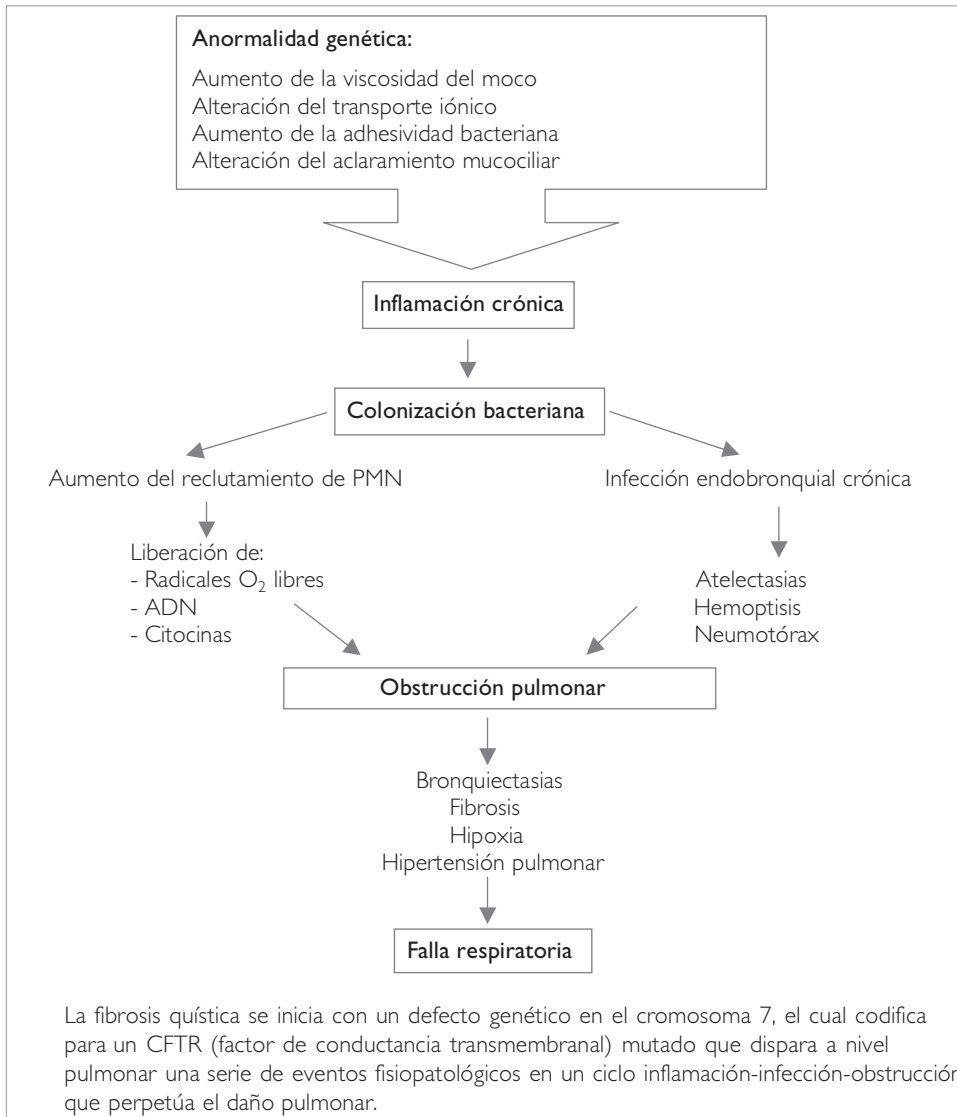 Anormalidad genética:
Aumento de la viscosidad del moco
Alteración del transporte iónico
Aumento de la adhesividad bacteriana
Alteración del aclaramiento mucociliar
Inflamación crónica
Colonización bacteriana
Aumento del reclutamiento de PMN
Infección endobronquial crónica
Liberación de:
- Radicales O₂ libres
- ADN
- Citocinas
Atelectasias
Hemoptisis
Neumotórax
Obstrucción pulmonar
Bronquiectasias
Fibrosis
Hipoxia
Hipertensión pulmonar
Falla respiratoria
La fibrosis quística se inicia con un defecto genético en el cromosoma 7, el cual codifica
para un CFTR (factor de conductancia transmembranal) mutado que dispara a nivel
pulmonar una serie de eventos fisiopatológicos en un ciclo inflamación-infección-obstrucción
que perpetúa el daño pulmonar.